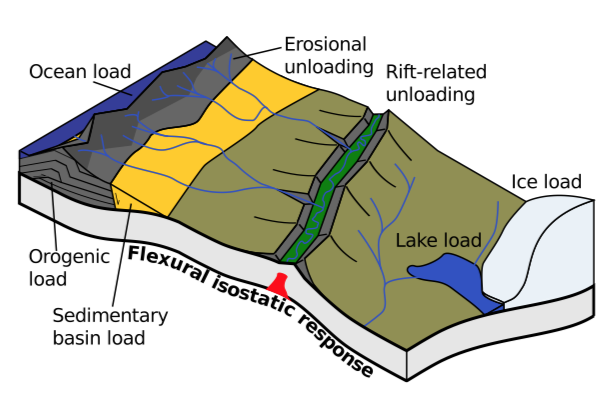 Erosional
unloading
Ocean load
Rift-related
unloading
Ice load
Lake load
Orogenic
load
Flexural isostatic response
Sedimentary
basin load